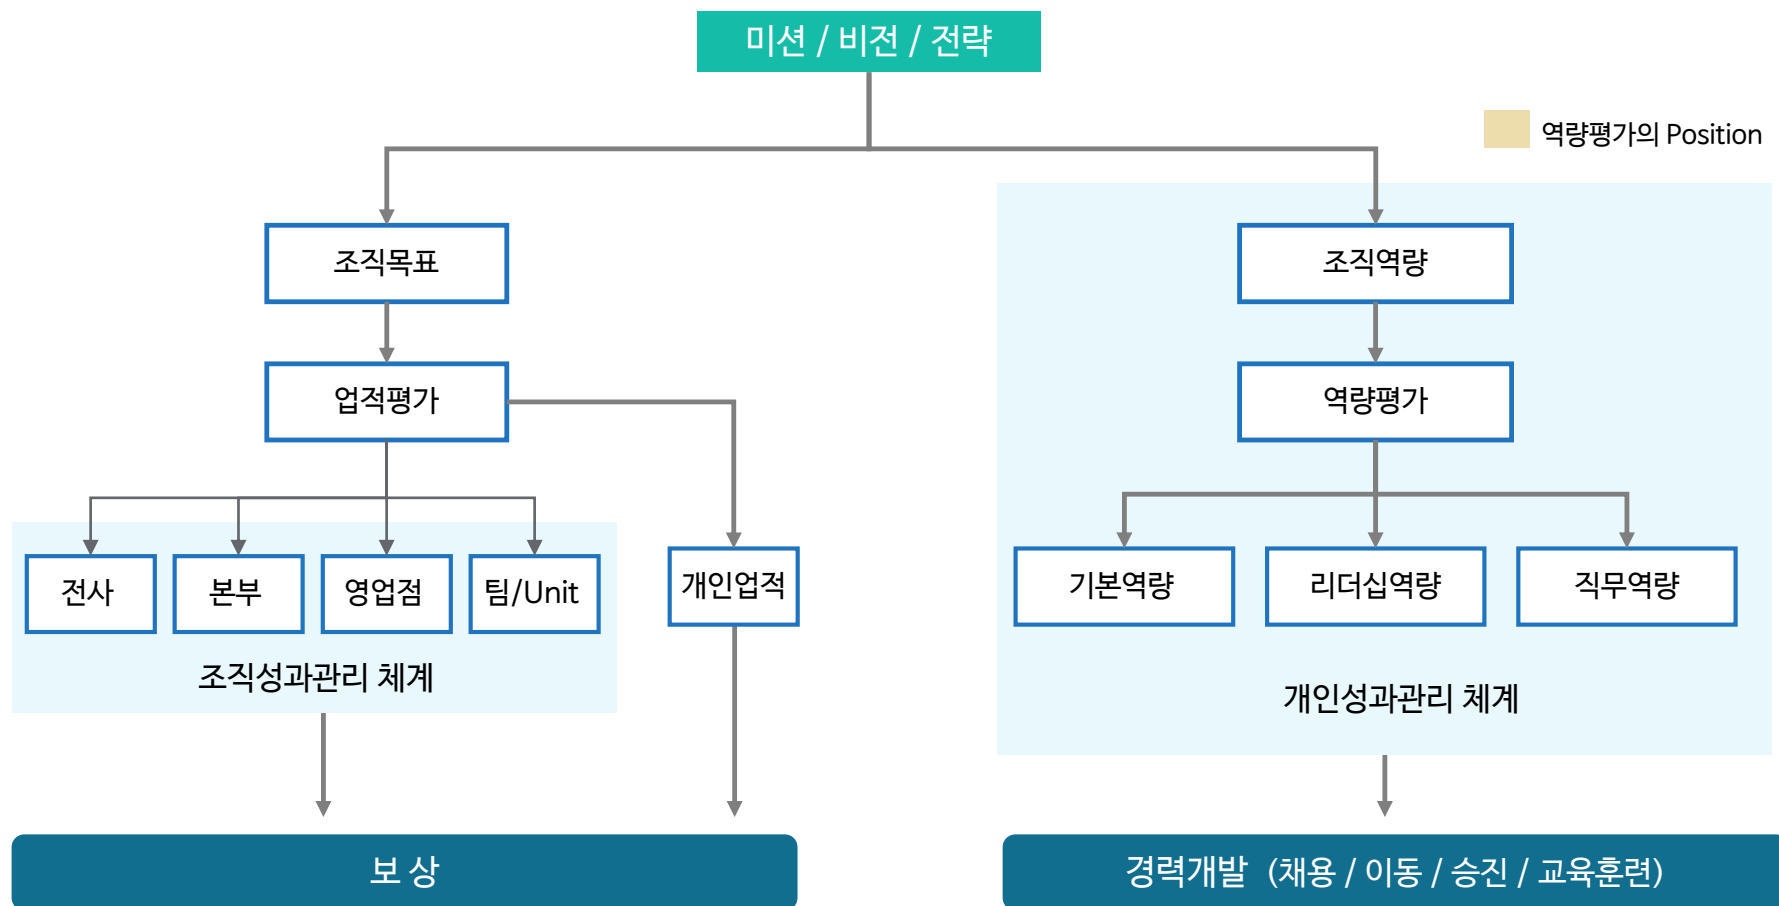 미션 / 비전 / 전략
역량평가의 Position
조직목표
조직역량
업적평가
역량평가
전사
본부
영업점
팀/Unit
개인업적
기본역량
리더십역량
직무역량
조직성과관리 체계
개인성과관리 체계
보 상
경력개발 (채용 / 이동 / 승진 / 교육훈련)